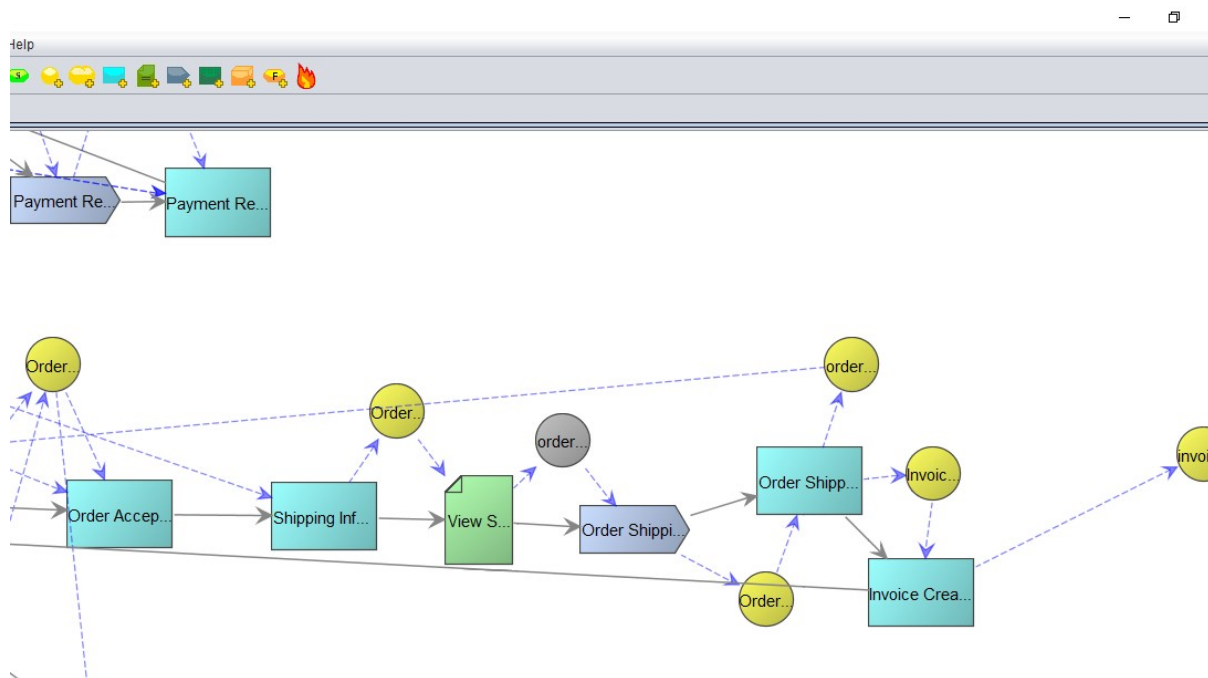 Help
S
F
Payment Re...
Payment Re...
Order...
order...
Order...
order...
Invoic...
invoi
Order Accep...
Shipping Inf...
View S...
Order Shippi...
Order Shipp...
Order...
Invoice Crea...